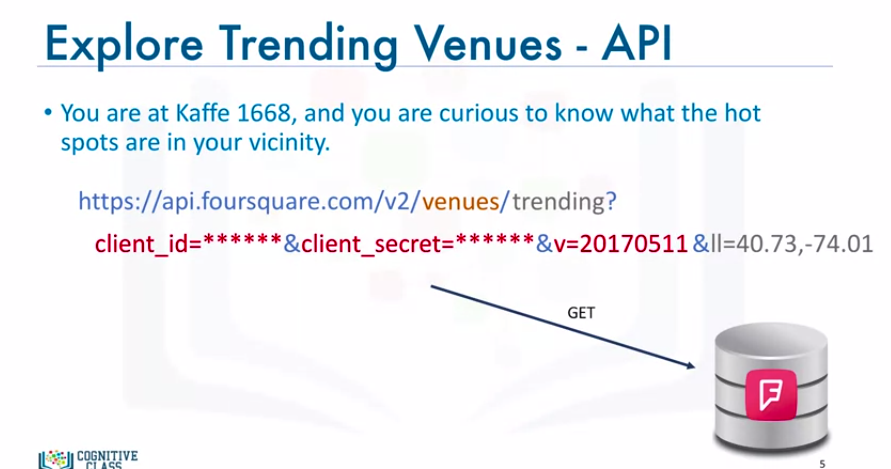 Explore Trending Venues - API
• You are at Kaffe 1668, and you are curious to know what the hot
spots are in your vicinity.
https://api.foursquare.com/v2/venues/trending?
client_id=******&client_secret=******&v=20170511 &ll=40.73,-74.01
GET
COGNITIVE
CLASS
5